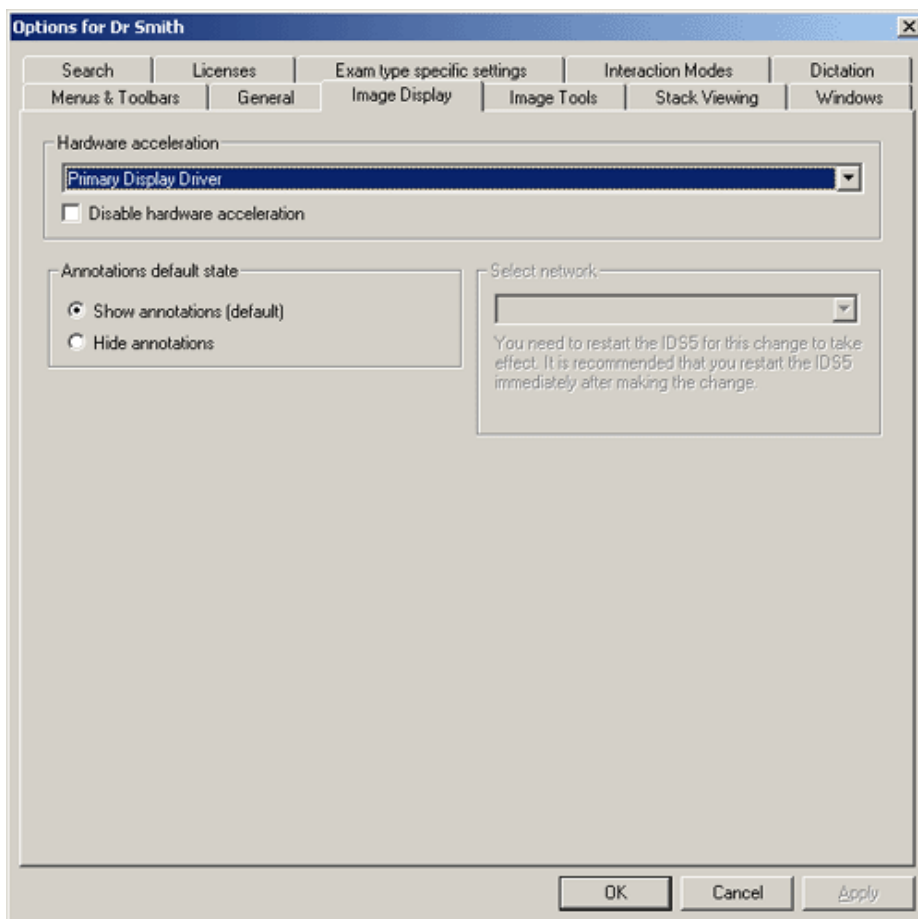 Options for Dr Smith
Search Licenses Exam type specific settings Interaction Modes Dictation
Menus & Toolbars General Image Display Image Tools Stack Viewing Windows
Hardware acceleration
Primary Display Driver
Disable hardware acceleration
Annotations default state
Show annotations (default)
Hide annotations
Select network
You need to restart the IDS5 for this change to take
effect. It is recommended that you restart the IDS5
immediately after making the change.
OK Cancel Apply